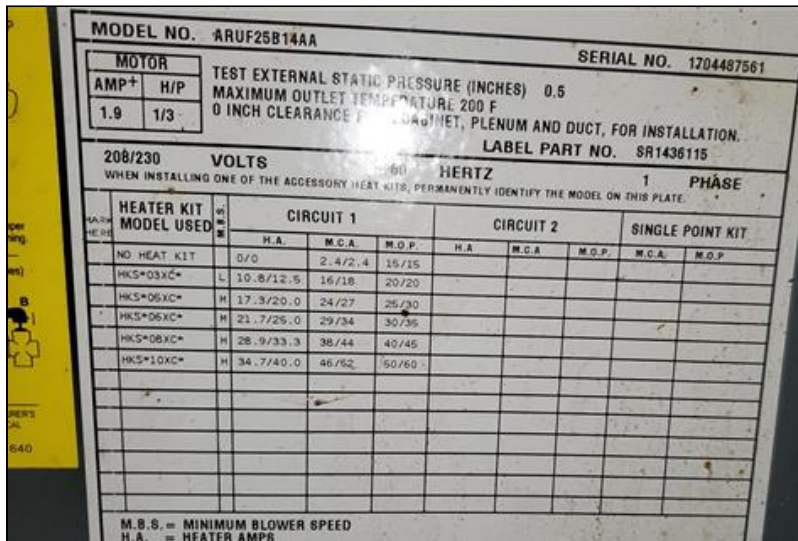 MODEL NO. ARUF25B14AA
SERIAL NO. 1704487561
MOTOR
AMP+ H/P
1.9 1/3
TEST EXTERNAL STATIC PRESSURE (INCHES) 0.5
MAXIMUM OUTLET TEMPERATURE 200 F
0 INCH CLEARANCE CABINET, PLENUM AND DUCT, FOR INSTALLATION.
LABEL PART NO. SR1436115
208/230 VOLTS 60 HERTZ 1 PHASE
WHEN INSTALLING ONE OF THE ACCESSORY HEAT KITS, PERMANENTLY IDENTIFY THE MODEL ON THIS PLATE.
MARK HERE
HEATER KIT MODEL USED M.B.S. CIRCUIT 1 CIRCUIT 2 SINGLE POINT KIT
H.A. M.C.A. M.O.P. H.A M.C.A M.O.P. M.C.A. M.O.P
NO HEAT KIT 0/0 2.4/2.4 15/15
HKS*03XC* L 10.8/12.5 16/18 20/20
HKS*05XC* M 17.3/20.0 24/27 25/30
HKS*06XC* M 21.7/25.0 29/34 30/35
HKS*08XC* M 28.9/33.3 38/44 40/45
HKS*10XC* H 34.7/40.0 46/52 50/60
M.B.S. = MINIMUM BLOWER SPEED
H.A. = HEATER AMPS
B
640